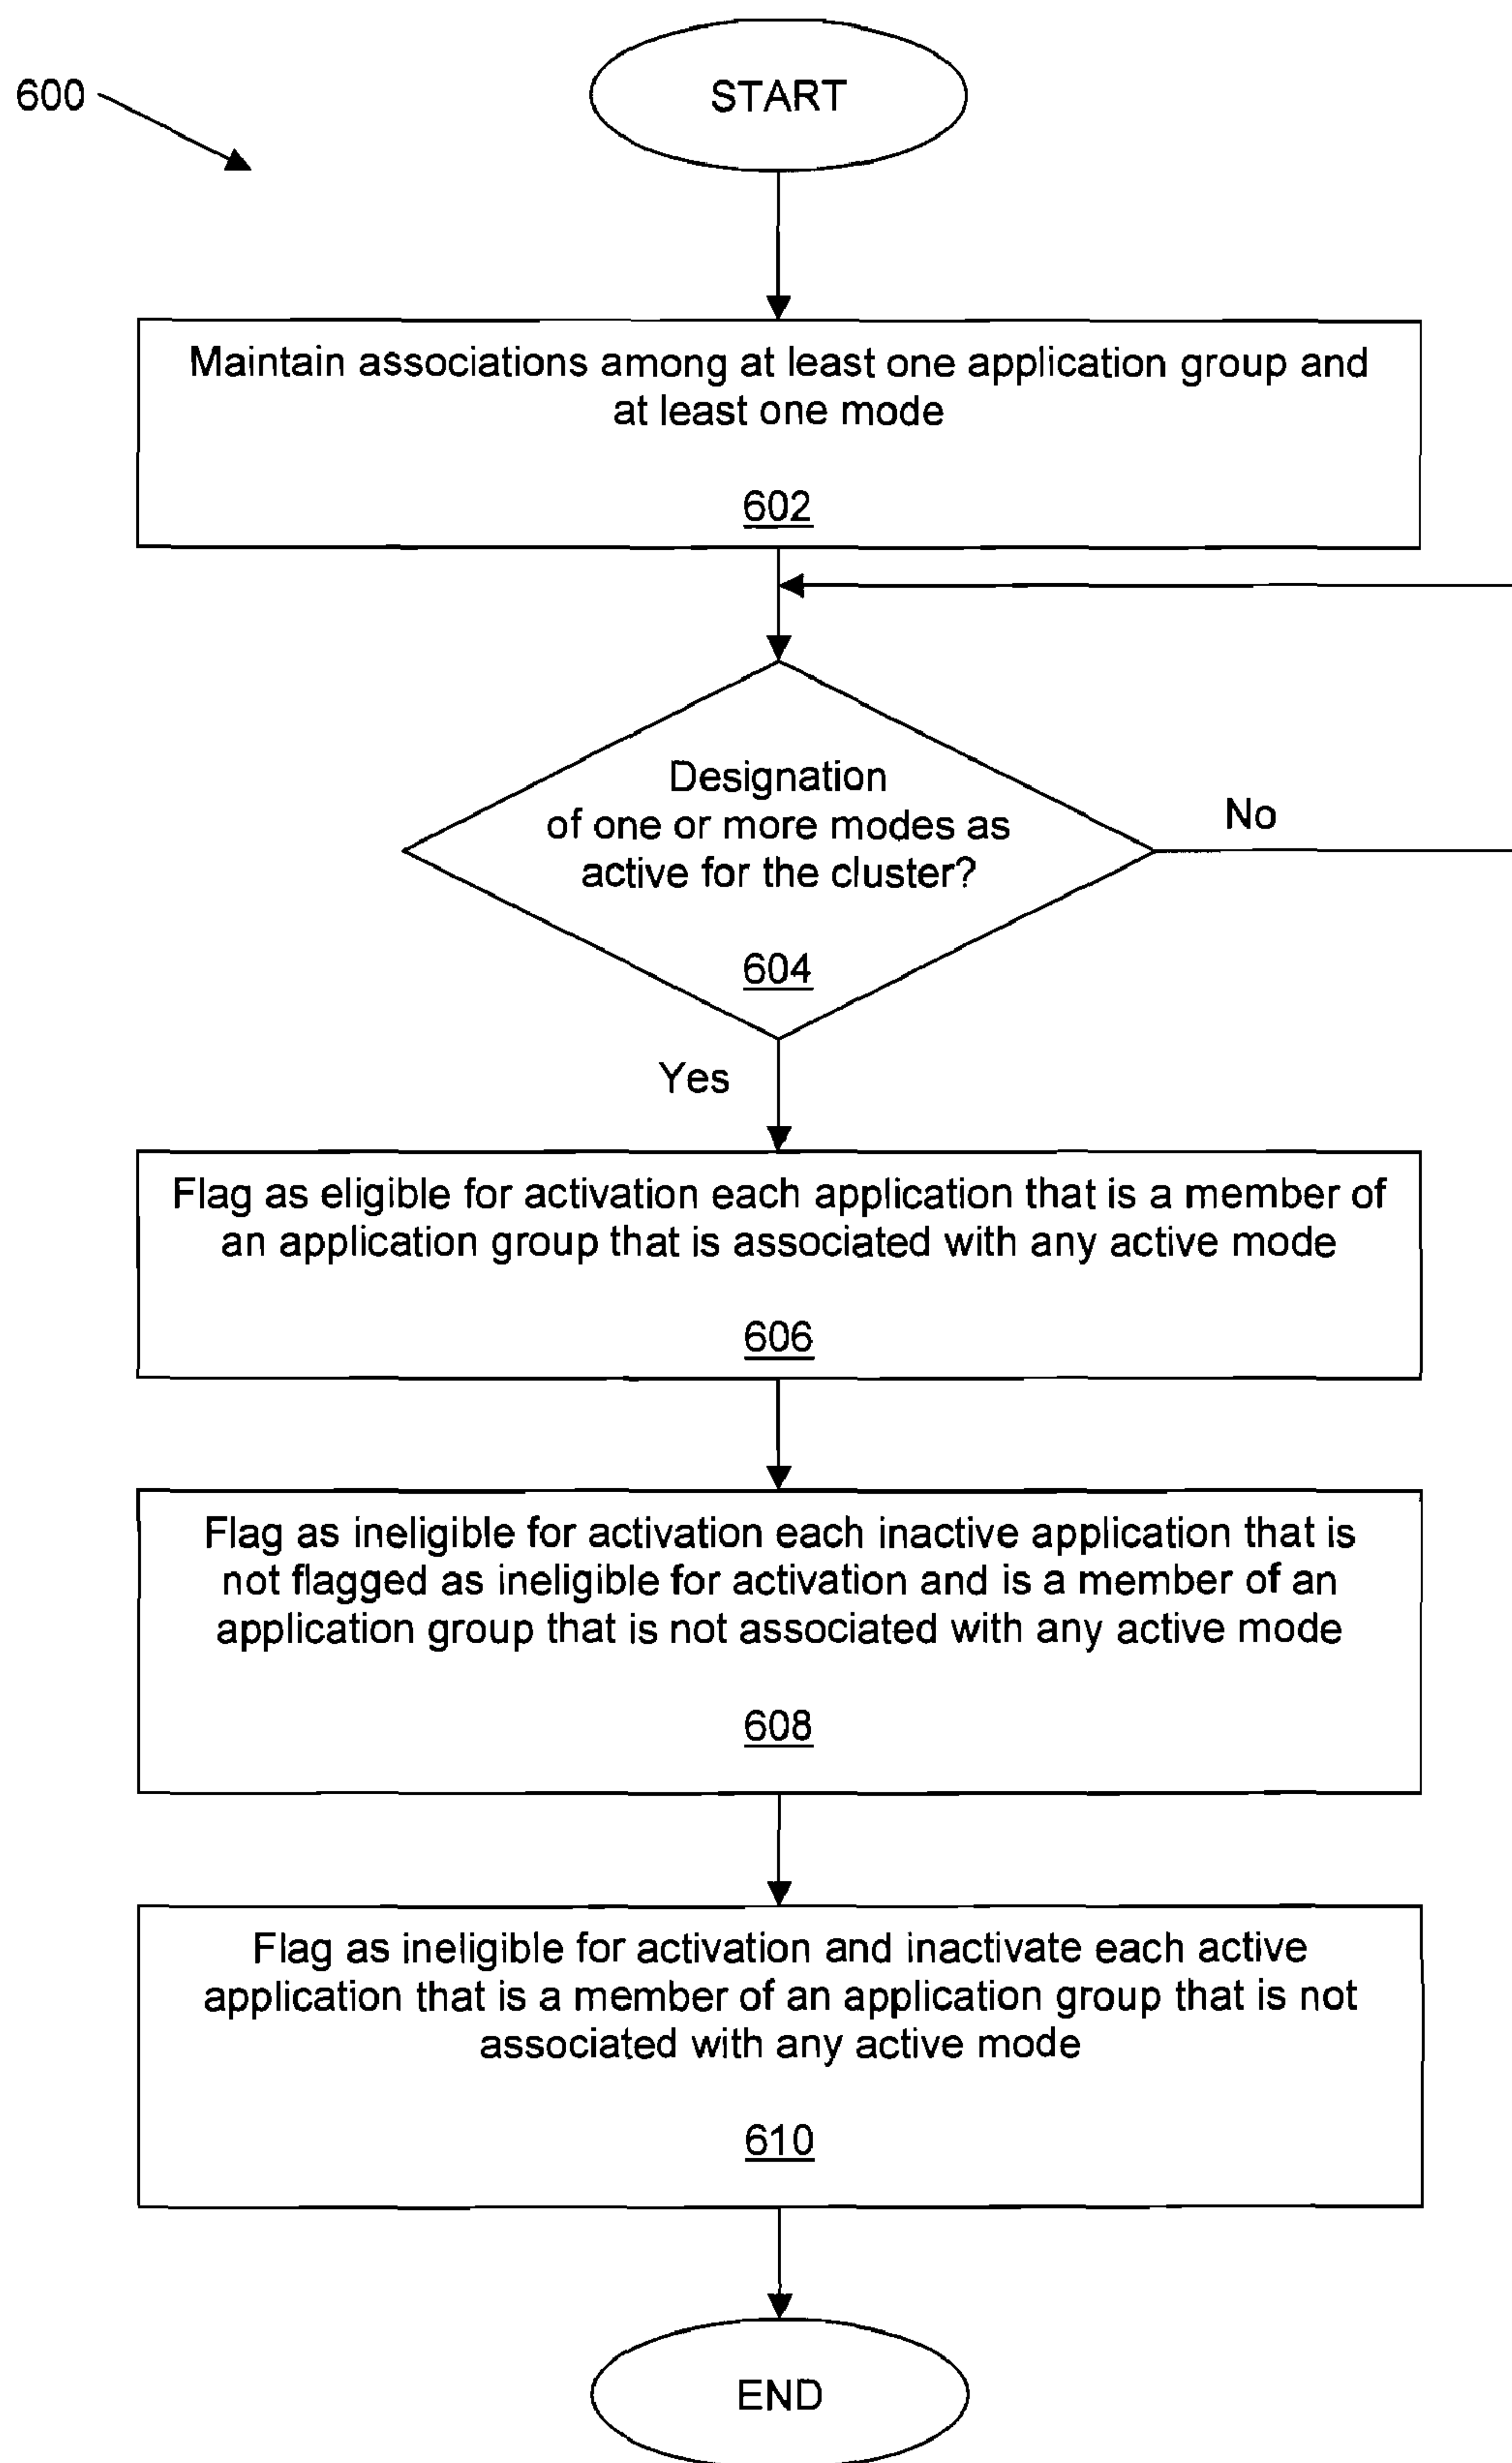 600
START
Maintain associations among at least one application group and
at least one mode
602
Designation
of one or more modes as
active for the cluster?
604
No
Yes
Flag as eligible for activation each application that is a member of
an application group that is associated with any active mode
606
Flag as ineligible for activation each inactive application that is
not flagged as ineligible for activation and is a member of an
application group that is not associated with any active mode
608
Flag as ineligible for activation and inactivate each active
application that is a member of an application group that is not
associated with any active mode
610
END